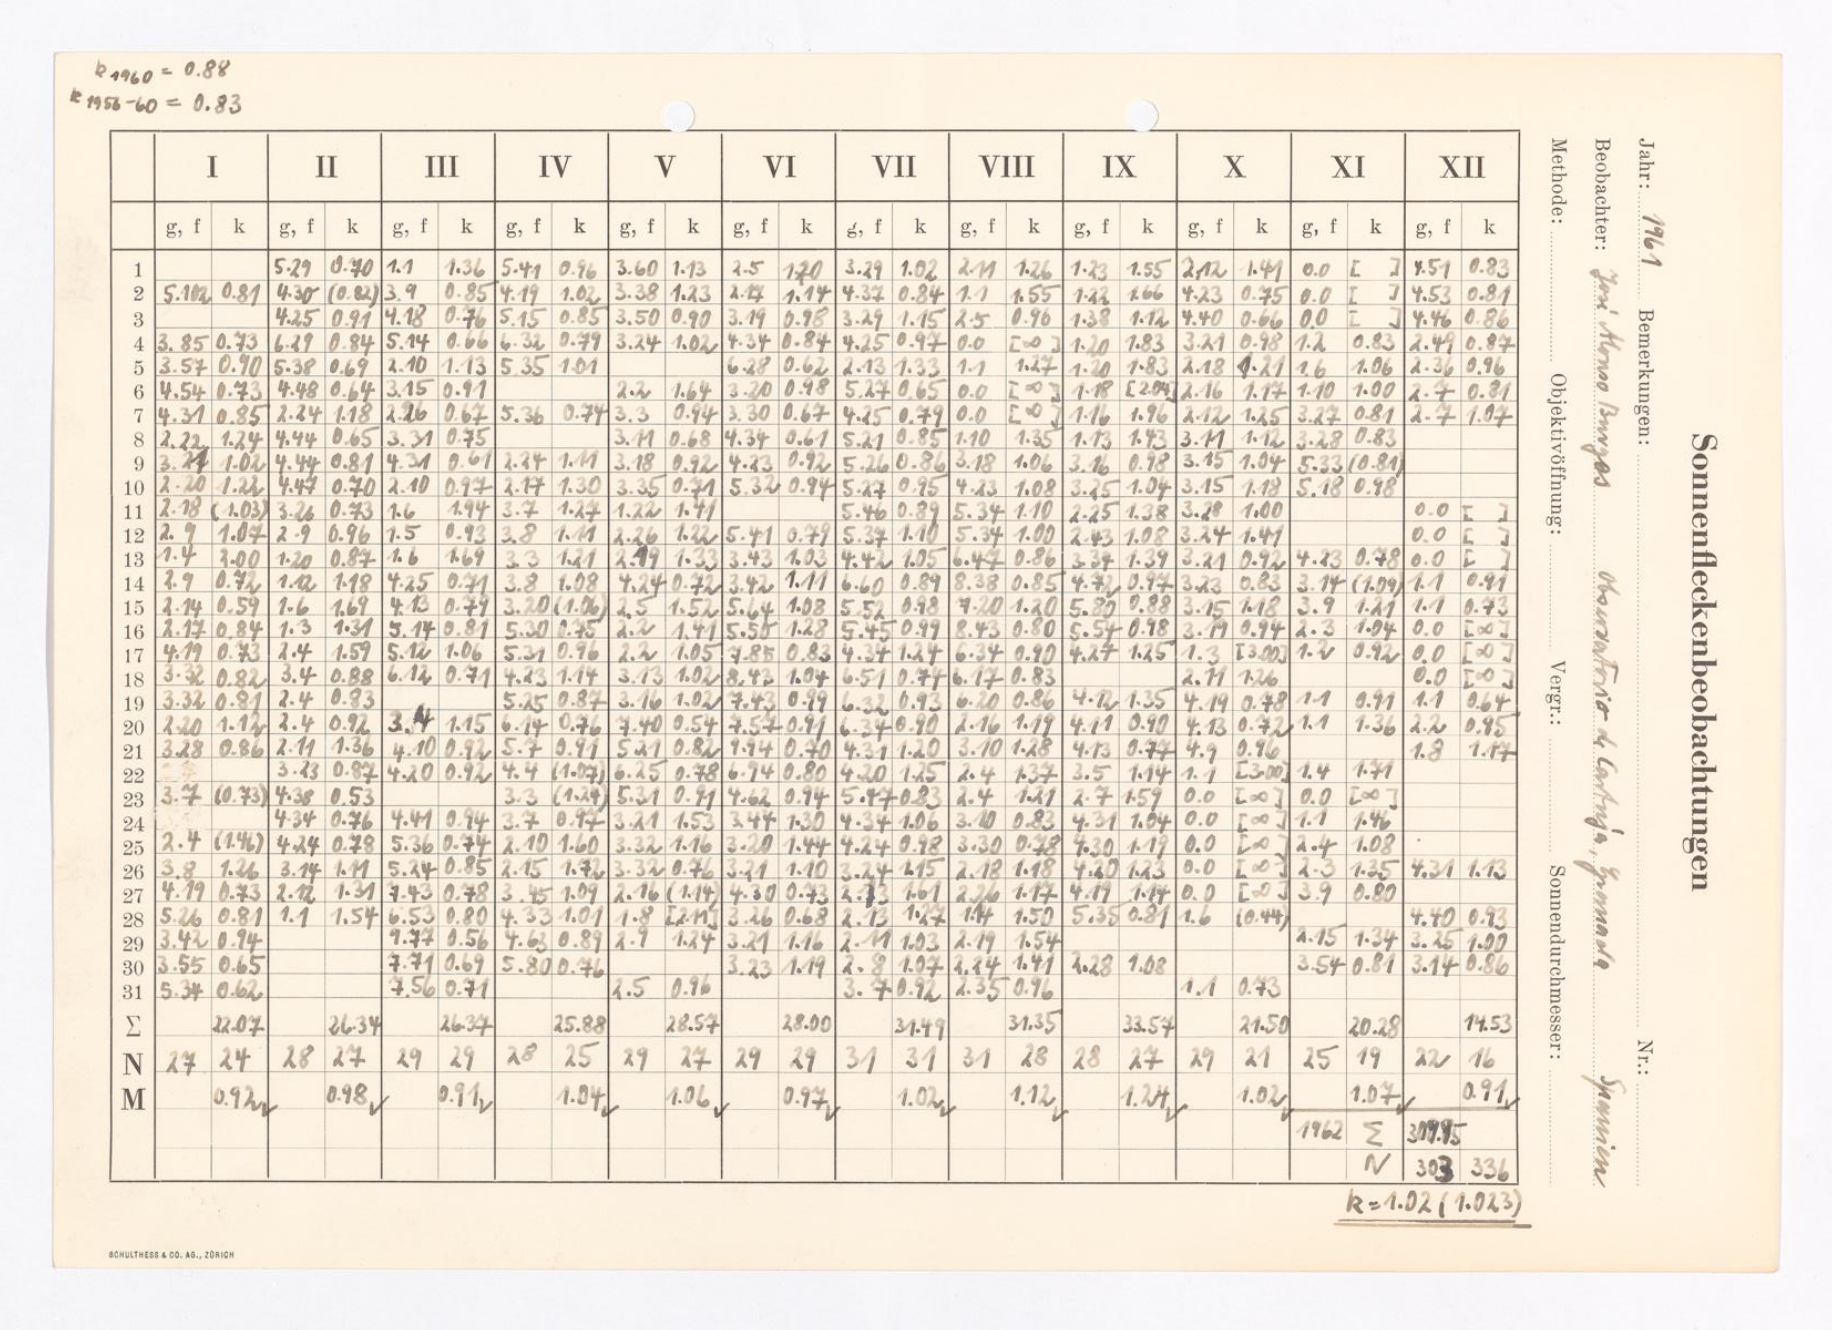 k 1960 = 0.88
k 1956-60 = 0.83
I II III IV V VI VII VIII IX X XI XII
g, f k g, f k g, f k g, f k g, f k g, f k g, f k g, f k g, f k g, f k g, f k g, f k
1 5.29 0.70 1.1 1.36 5.41 0.96 3.60 1.13 2.5 1.20 3.29 1.02 2.11 1.26 1.23 1.55 2.12 1.41 0.0 [ ] 4.51 0.83
2 5.102 0.81 4.30 (0.82) 3.9 0.85 4.19 1.02 3.38 1.23 2.17 1.14 4.37 0.84 1.1 1.55 1.22 1.66 4.23 0.75 0.0 [ ] 4.53 0.81
3 4.25 0.91 4.18 0.76 5.15 0.85 3.50 0.90 3.19 0.98 3.29 1.15 2.5 0.96 1.38 1.12 4.40 0.66 0.0 [ ] 4.46 0.86
4 3.85 0.73 6.29 0.84 5.14 0.66 6.32 0.79 3.24 1.02 4.34 0.84 4.25 0.97 0.0 [∞] 1.20 1.83 3.21 0.98 1.2 0.83 2.49 0.87
5 3.57 0.90 5.38 0.69 2.10 1.13 5.35 1.01 6.28 0.62 2.13 1.33 1.1 1.27 1.20 1.83 2.18 1.21 1.6 1.06 2.36 0.96
6 4.54 0.73 4.48 0.64 3.15 0.91 2.2 1.64 3.20 0.98 5.27 0.65 0.0 [∞] 1.18 [2.04] 2.16 1.17 1.10 1.00 2.7 0.81
7 4.31 0.85 2.24 1.18 2.26 0.67 5.36 0.74 3.3 0.94 3.30 0.67 4.25 0.79 0.0 [∞] 1.16 1.96 2.12 1.25 3.27 0.81 2.7 1.07
8 2.22 1.24 4.44 0.65 3.31 0.75 3.11 0.68 4.34 0.61 5.21 0.85 1.10 1.35 1.13 1.43 3.11 1.12 3.28 0.83
9 3.21 1.02 4.44 0.81 4.31 0.61 2.24 1.11 3.18 0.92 4.23 0.92 5.26 0.86 3.18 1.06 3.16 0.98 3.15 1.04 5.33 (0.81)
10 2.20 1.22 4.47 0.70 2.10 0.97 2.17 1.30 3.35 0.71 5.32 0.94 5.27 0.95 4.23 1.08 3.25 1.04 3.15 1.18 5.18 0.98
11 2.18 (1.03) 3.26 0.73 1.6 1.94 3.7 1.27 1.22 1.41 5.46 0.89 5.34 1.10 2.25 1.38 3.28 1.00 0.0 [ ]
12 2.9 1.07 2.9 0.96 1.5 0.93 3.8 1.11 2.26 1.22 5.41 0.79 5.37 1.10 5.34 1.00 2.43 1.08 3.24 1.41 0.0 [ ]
13 1.4 2.00 1.20 0.87 1.6 1.69 3.3 1.21 2.19 1.33 3.43 1.03 4.42 1.05 6.47 0.86 3.34 1.39 3.21 0.92 4.23 0.78 0.0 [ ]
14 2.9 0.72 1.12 1.18 4.25 0.71 3.8 1.08 4.24 0.72 3.42 1.11 6.60 0.89 8.38 0.85 4.72 0.97 3.23 0.83 3.14 (1.09) 1.1 0.91
15 2.14 0.59 1.6 1.69 4.13 0.79 3.20 (1.06) 2.5 1.52 5.64 1.08 5.52 0.98 7.20 1.20 5.80 0.88 3.15 1.18 3.9 1.21 1.1 0.73
16 2.17 0.84 1.3 1.31 5.14 0.81 5.30 0.75 2.2 1.41 5.55 1.28 5.45 0.99 8.43 0.80 5.54 0.98 3.19 0.94 2.3 1.04 0.0 [∞]
17 4.19 0.73 2.4 1.59 5.12 1.06 5.31 0.96 2.2 1.05 7.85 0.83 4.34 1.24 6.34 0.90 4.27 1.25 1.3 [3.00] 1.2 0.92 0.0 [∞]
18 3.32 0.82 3.4 0.88 6.12 0.71 4.23 1.14 3.13 1.02 8.43 1.04 6.51 0.74 6.17 0.83 2.11 1.26 0.0 [∞]
19 3.32 0.81 2.4 0.83 5.25 0.87 3.16 1.02 7.43 0.99 6.32 0.93 6.20 0.86 4.12 1.35 4.19 0.78 1.1 0.91 1.1 0.64
20 2.20 1.12 2.4 0.92 3.4 1.15 6.14 0.76 7.40 0.54 7.57 0.91 6.34 0.90 2.16 1.19 4.11 0.90 4.13 0.72 1.1 1.36 2.2 0.95
21 3.28 0.86 2.11 1.36 4.10 0.92 5.7 0.91 5.21 0.82 9.94 0.70 4.31 1.20 3.10 1.28 4.13 0.77 4.9 0.96 1.8 1.17
22 3.23 0.87 4.20 0.92 4.4 (1.07) 6.25 0.78 6.94 0.80 4.20 1.25 2.4 1.37 3.5 1.14 1.1 [3.00] 1.4 1.71
23 3.7 (0.73) 4.38 0.53 3.3 (1.24) 5.31 0.91 4.62 0.94 5.47 0.83 2.4 1.21 2.7 1.59 0.0 [∞] 0.0 [∞]
24 4.34 0.76 4.41 0.94 3.7 0.97 3.21 1.53 3.44 1.30 4.34 1.06 3.10 0.83 4.31 1.04 0.0 [∞] 1.1 1.46
25 2.4 (1.46) 4.24 0.78 5.36 0.74 2.10 1.60 3.32 1.16 3.20 1.44 4.24 0.98 3.30 0.78 4.30 1.19 0.0 [∞] 2.4 1.08
26 3.8 1.26 3.14 1.11 5.24 0.85 2.15 1.72 3.32 0.76 3.21 1.10 3.24 1.15 2.18 1.18 4.20 1.23 0.0 [∞] 2.3 1.35 4.31 1.13
27 4.19 0.73 2.12 1.31 7.43 0.78 3.45 1.09 2.16 (1.14) 4.30 0.73 2.13 1.61 2.26 1.17 4.19 1.14 0.0 [∞] 3.9 0.80
28 5.26 0.81 1.1 1.54 6.53 0.80 4.33 1.01 1.8 [2.11] 3.26 0.68 2.13 1.27 1.14 1.50 5.35 0.81 1.6 (0.44) 4.40 0.93
29 3.42 0.94 9.77 0.56 4.63 0.89 2.9 1.24 3.21 1.16 2.11 1.03 2.19 1.54 2.15 1.34 3.25 1.00
30 3.55 0.65 7.71 0.69 5.80 0.76 3.23 1.19 2.8 1.07 2.24 1.41 2.28 1.08 3.54 0.81 3.14 0.86
31 5.34 0.62 7.56 0.71 2.5 0.96 3.7 0.92 2.35 0.96 1.1 0.73
Σ 22.07 26.34 26.37 25.88 28.57 28.00 31.49 31.35 33.57 21.50 20.28 14.53
N 27 24 28 27 29 29 28 25 29 27 29 29 31 31 31 28 28 27 29 21 25 19 22 16
M 0.92 0.98 0.91 1.04 1.06 0.97 1.02 1.12 1.24 1.02 1.07 0.91
1962 Σ
N 303 336
k = 1.02 (1.023)
SCHULTHESS & CO. AG., ZÜRICH
Sonnenfleckenbeobachtungen
Jahr: 1961 Bemerkungen: Nr.:
Beobachter: José Alonso Burgos Observatorio de Cartuja, Granada Spanien
Methode: Objektivöffnung: Vergr.: Sonnendurchmesser: